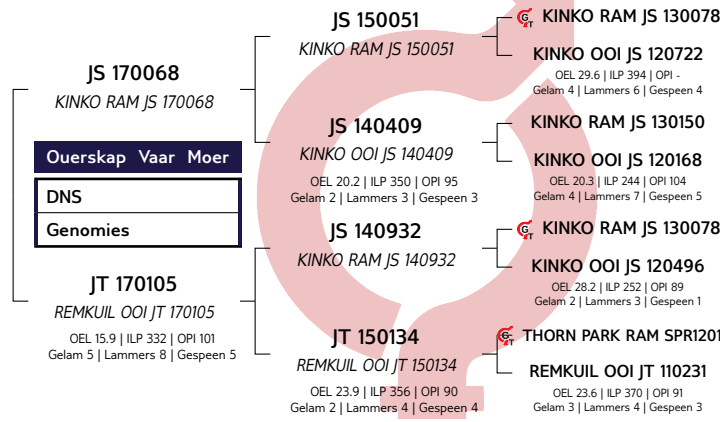 JS 170068
KINKO RAM JS 170068
Ouerskap Vaar Moer
DNS
Genomies
JT 170105
REMKUIL OOI JT 170105
OEL 15.9 | ILP 332 | OPI 101
Gelam 5 | Lammers 8 | Gespeen 5
JS 150051
KINKO RAM JS 150051
JS 140409
KINKO OOI JS 140409
OEL 20.2 | ILP 350 | OPI 95
Gelam 2 | Lammers 3 | Gespeen 3
JS 140932
KINKO RAM JS 140932
JT 150134
REMKUIL OOI JT 150134
OEL 23.9 | ILP 356 | OPI 90
Gelam 2 | Lammers 4 | Gespeen 4
GT KINKO RAM JS 130078
KINKO OOI JS 120722
OEL 29.6 | ILP 394 | OPI -
Gelam 4 | Lammers 6 | Gespeen 4
KINKO RAM JS 130150
KINKO OOI JS 120168
OEL 20.3 | ILP 244 | OPI 104
Gelam 4 | Lammers 7 | Gespeen 5
GT KINKO RAM JS 130078
KINKO OOI JS 120496
OEL 28.2 | ILP 252 | OPI 89
Gelam 2 | Lammers 3 | Gespeen 1
GT THORN PARK RAM SPR1201
REMKUIL OOI JT 110231
OEL 23.6 | ILP 370 | OPI 91
Gelam 3 | Lammers 4 | Gespeen 3